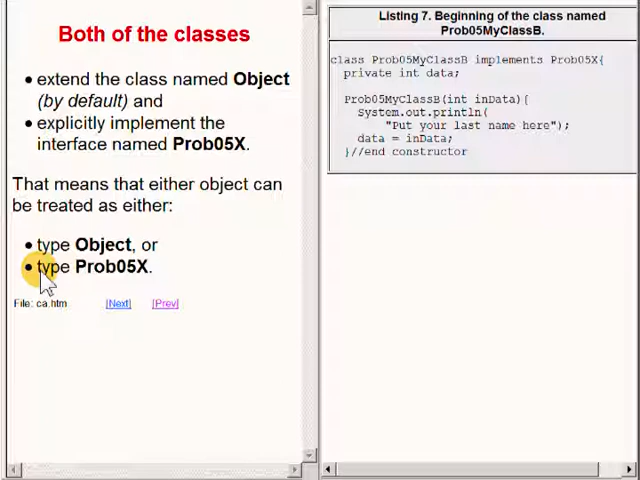 Both of the classes
• extend the class named Object
(by default) and
• explicitly implement the
interface named Prob05X.
That means that either object can
be treated as either:
• type Object, or
• type Prob05X.
File: ca.htm [Next] [Prev]
Listing 7. Beginning of the class named
Prob05MyClassB.
class Prob05MyClassB implements Prob05X{
private int data;
Prob05MyClassB(int inData){
System.out.println(
"Put your last name here");
data = inData;
}//end constructor